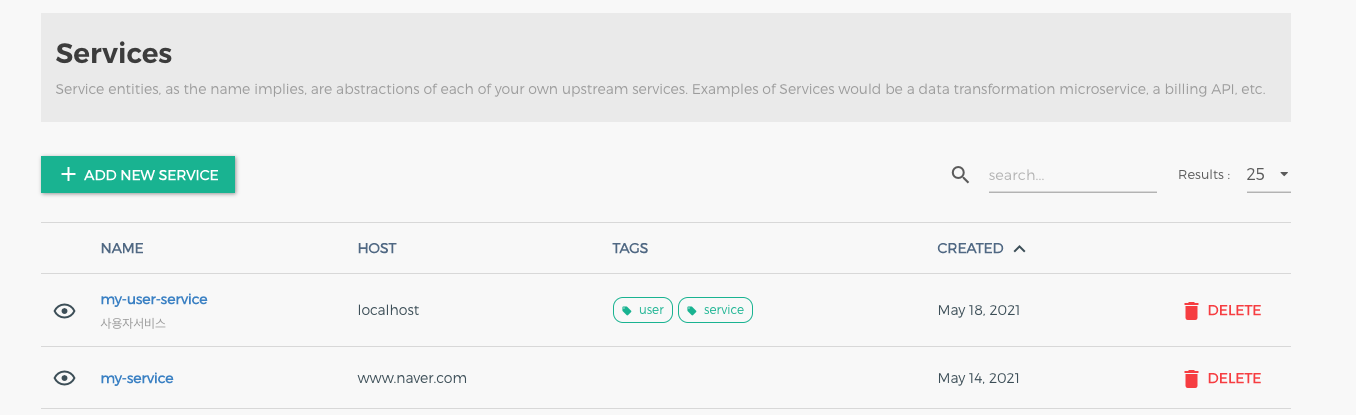 Services
Service entities, as the name implies, are abstractions of each of your own upstream services. Examples of Services would be a data transformation microservice, a billing API, etc.
ADD NEW SERVICE
search...
Results :
25
NAME HOST TAGS CREATED
my-user-service localhost user service May 18, 2021 DELETE
사용자서비스
my-service www.naver.com May 14, 2021 DELETE